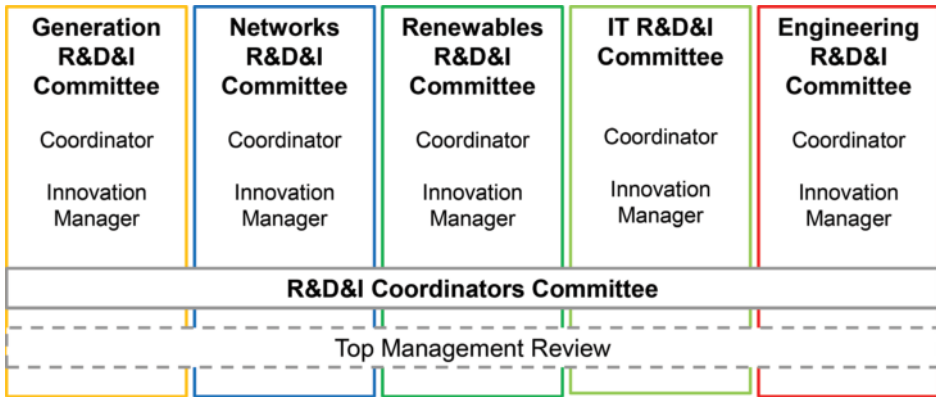 Generation
R&D&I
Committee
Coordinator
Innovation
Manager
Networks
R&D&I
Committee
Coordinator
Innovation
Manager
Renewables
R&D&I
Committee
Coordinator
Innovation
Manager
IT R&D&I
Committee
Coordinator
Innovation
Manager
Engineering
R&D&I
Committee
Coordinator
Innovation
Manager
R&D&I Coordinators Committee
Top Management Review